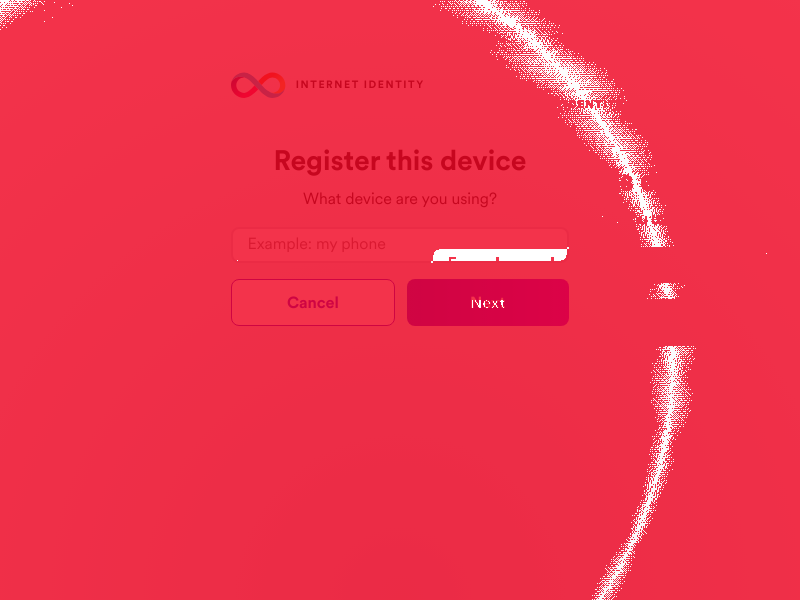 INTERNET IDENTITY
Register this device
What device are you using?
Example: my phone
Cancel
Next